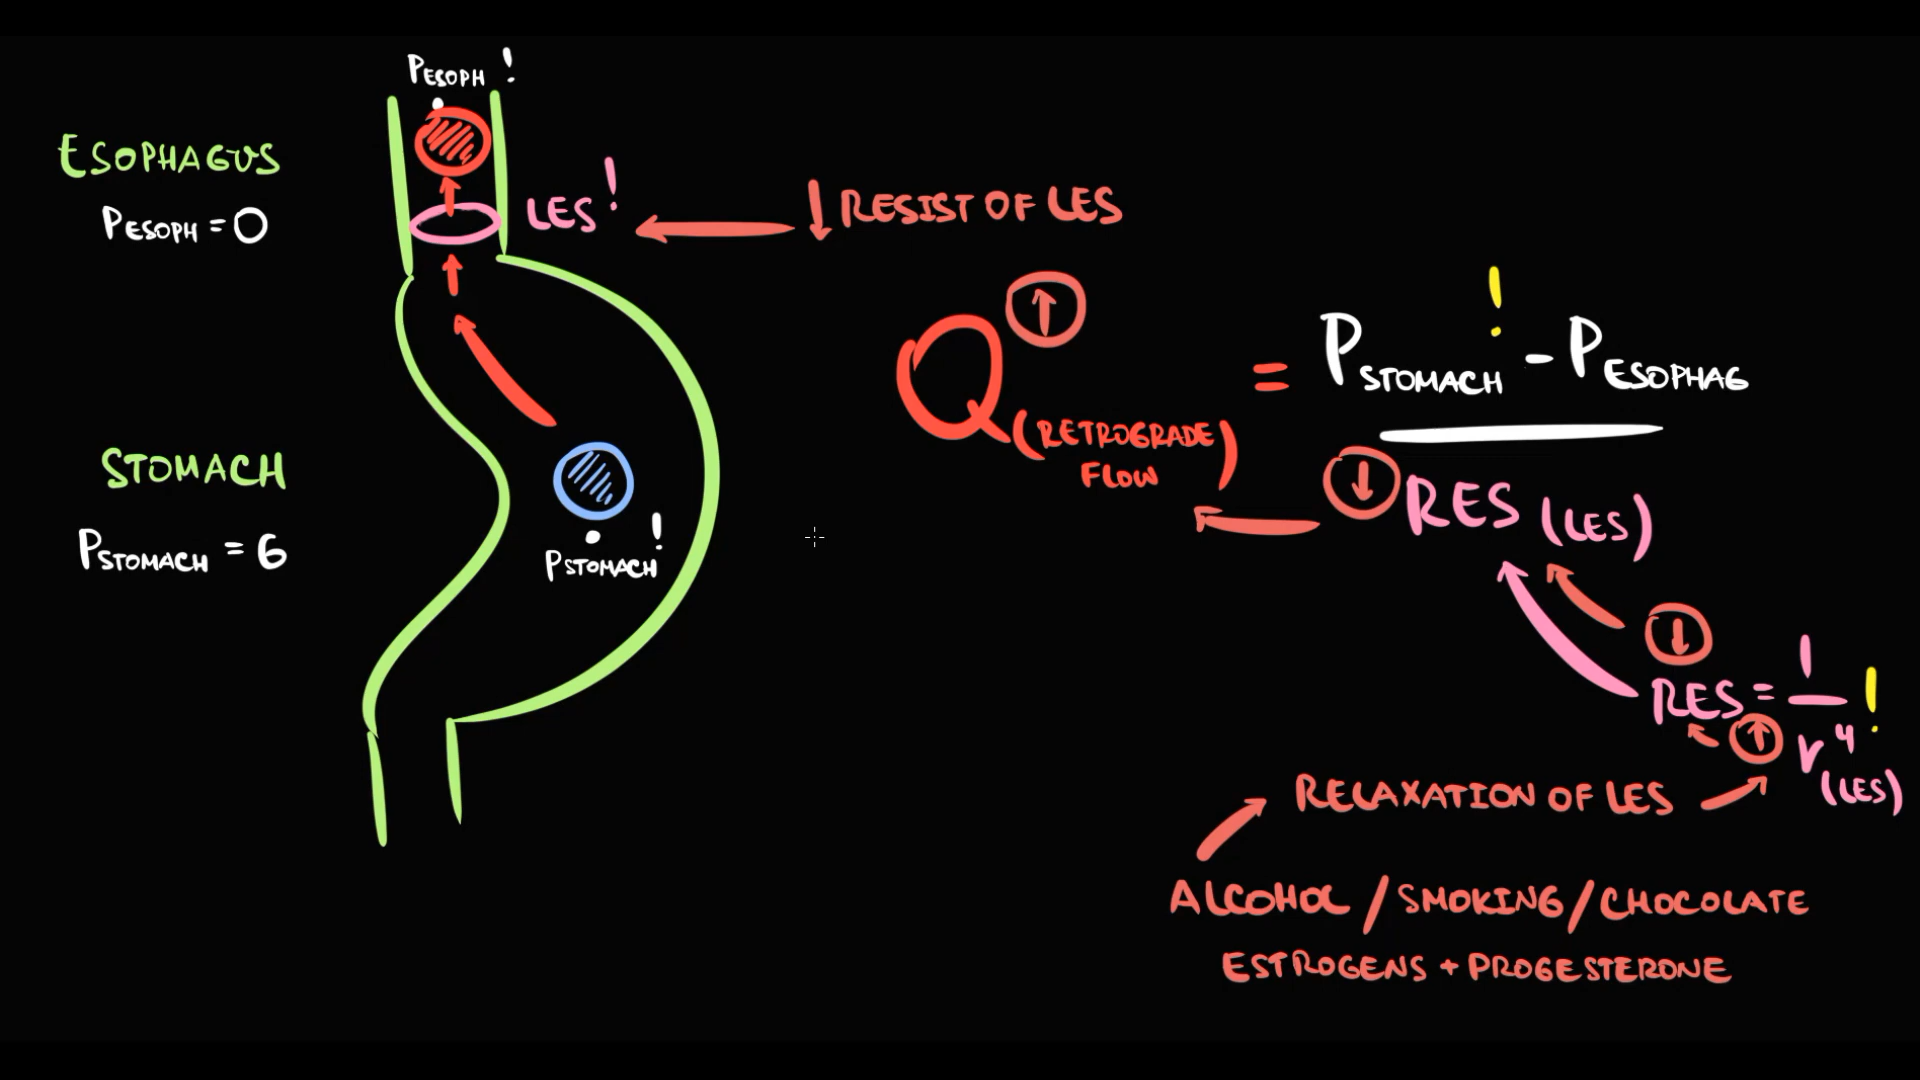 PESOPH !
ESOPHAGUS
PESOPH = 0
LES !
↓ RESIST OF LES
STOMACH
PSTOMACH = 6
PSTOMACH !
Q ↑ (RETROGRADE FLOW) = PSTOMACH ! - PESOPHAG
↓ RES (LES)
↓
RES = 1 / r4 !
↑ (LES)
RELAXATION OF LES
ALCOHOL / SMOKING / CHOCOLATE
ESTROGENS + PROGESTERONE